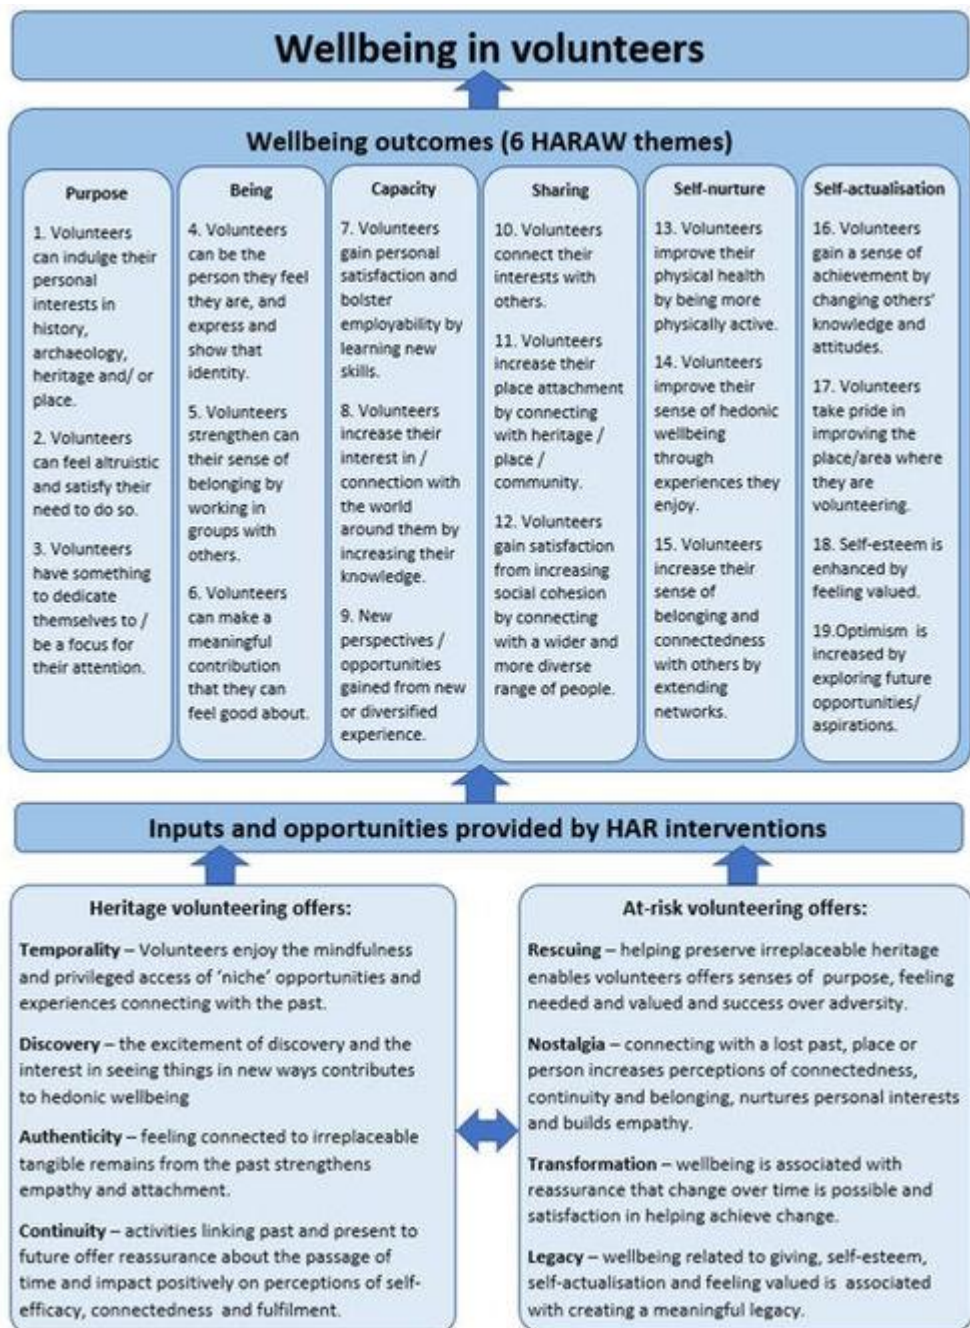 Wellbeing in volunteers
Wellbeing outcomes (6 HARAW themes)
Purpose
1. Volunteers
can indulge their
personal
interests in
history,
archaeology,
heritage and/ or
place.
2. Volunteers
can feel altruistic
and satisfy their
need to do so.
3. Volunteers
have something
to dedicate
themselves to /
be a focus for
their attention.
Being
4. Volunteers
can be the
person they feel
they are, and
express and
show that
identity.
5. Volunteers
strengthen can
their sense of
belonging by
working in
groups with
others.
6. Volunteers
can make a
meaningful
contribution
that they can
feel good about.
Capacity
7. Volunteers
gain personal
satisfaction and
bolster
employability by
learning new
skills.
8. Volunteers
increase their
interest in /
connection with
the world
around them by
increasing their
knowledge.
9. New
perspectives /
opportunities
gained from new
or diversified
experience.
Sharing
10. Volunteers
connect their
interests with
others.
11. Volunteers
increase their
place attachment
by connecting
with heritage /
place /
community.
12. Volunteers
gain satisfaction
from increasing
social cohesion
by connecting
with a wider and
more diverse
range of people.
Self-nurture
13. Volunteers
improve their
physical health
by being more
physically active.
14. Volunteers
improve their
sense of hedonic
wellbeing
through
experiences they
enjoy.
15. Volunteers
increase their
sense of
belonging and
connectedness
with others by
extending
networks.
Self-actualisation
16. Volunteers
gain a sense of
achievement by
changing others'
knowledge and
attitudes.
17. Volunteers
take pride in
improving the
place/area where
they are
volunteering.
18. Self-esteem is
enhanced by
feeling valued.
19.Optimism is
increased by
exploring future
opportunities/
aspirations.
Inputs and opportunities provided by HAR interventions
Heritage volunteering offers:
Temporality – Volunteers enjoy the mindfulness
and privileged access of 'niche' opportunities and
experiences connecting with the past.
Discovery – the excitement of discovery and the
interest in seeing things in new ways contributes
to hedonic wellbeing
Authenticity – feeling connected to irreplaceable
tangible remains from the past strengthens
empathy and attachment.
Continuity – activities linking past and present to
future offer reassurance about the passage of
time and impact positively on perceptions of self-
efficacy, connectedness and fulfilment.
At-risk volunteering offers:
Rescuing – helping preserve irreplaceable heritage
enables volunteers offers senses of purpose, feeling
needed and valued and success over adversity.
Nostalgia – connecting with a lost past, place or
person increases perceptions of connectedness,
continuity and belonging, nurtures personal interests
and builds empathy.
Transformation – wellbeing is associated with
reassurance that change over time is possible and
satisfaction in helping achieve change.
Legacy – wellbeing related to giving, self-esteem,
self-actualisation and feeling valued is associated
with creating a meaningful legacy.